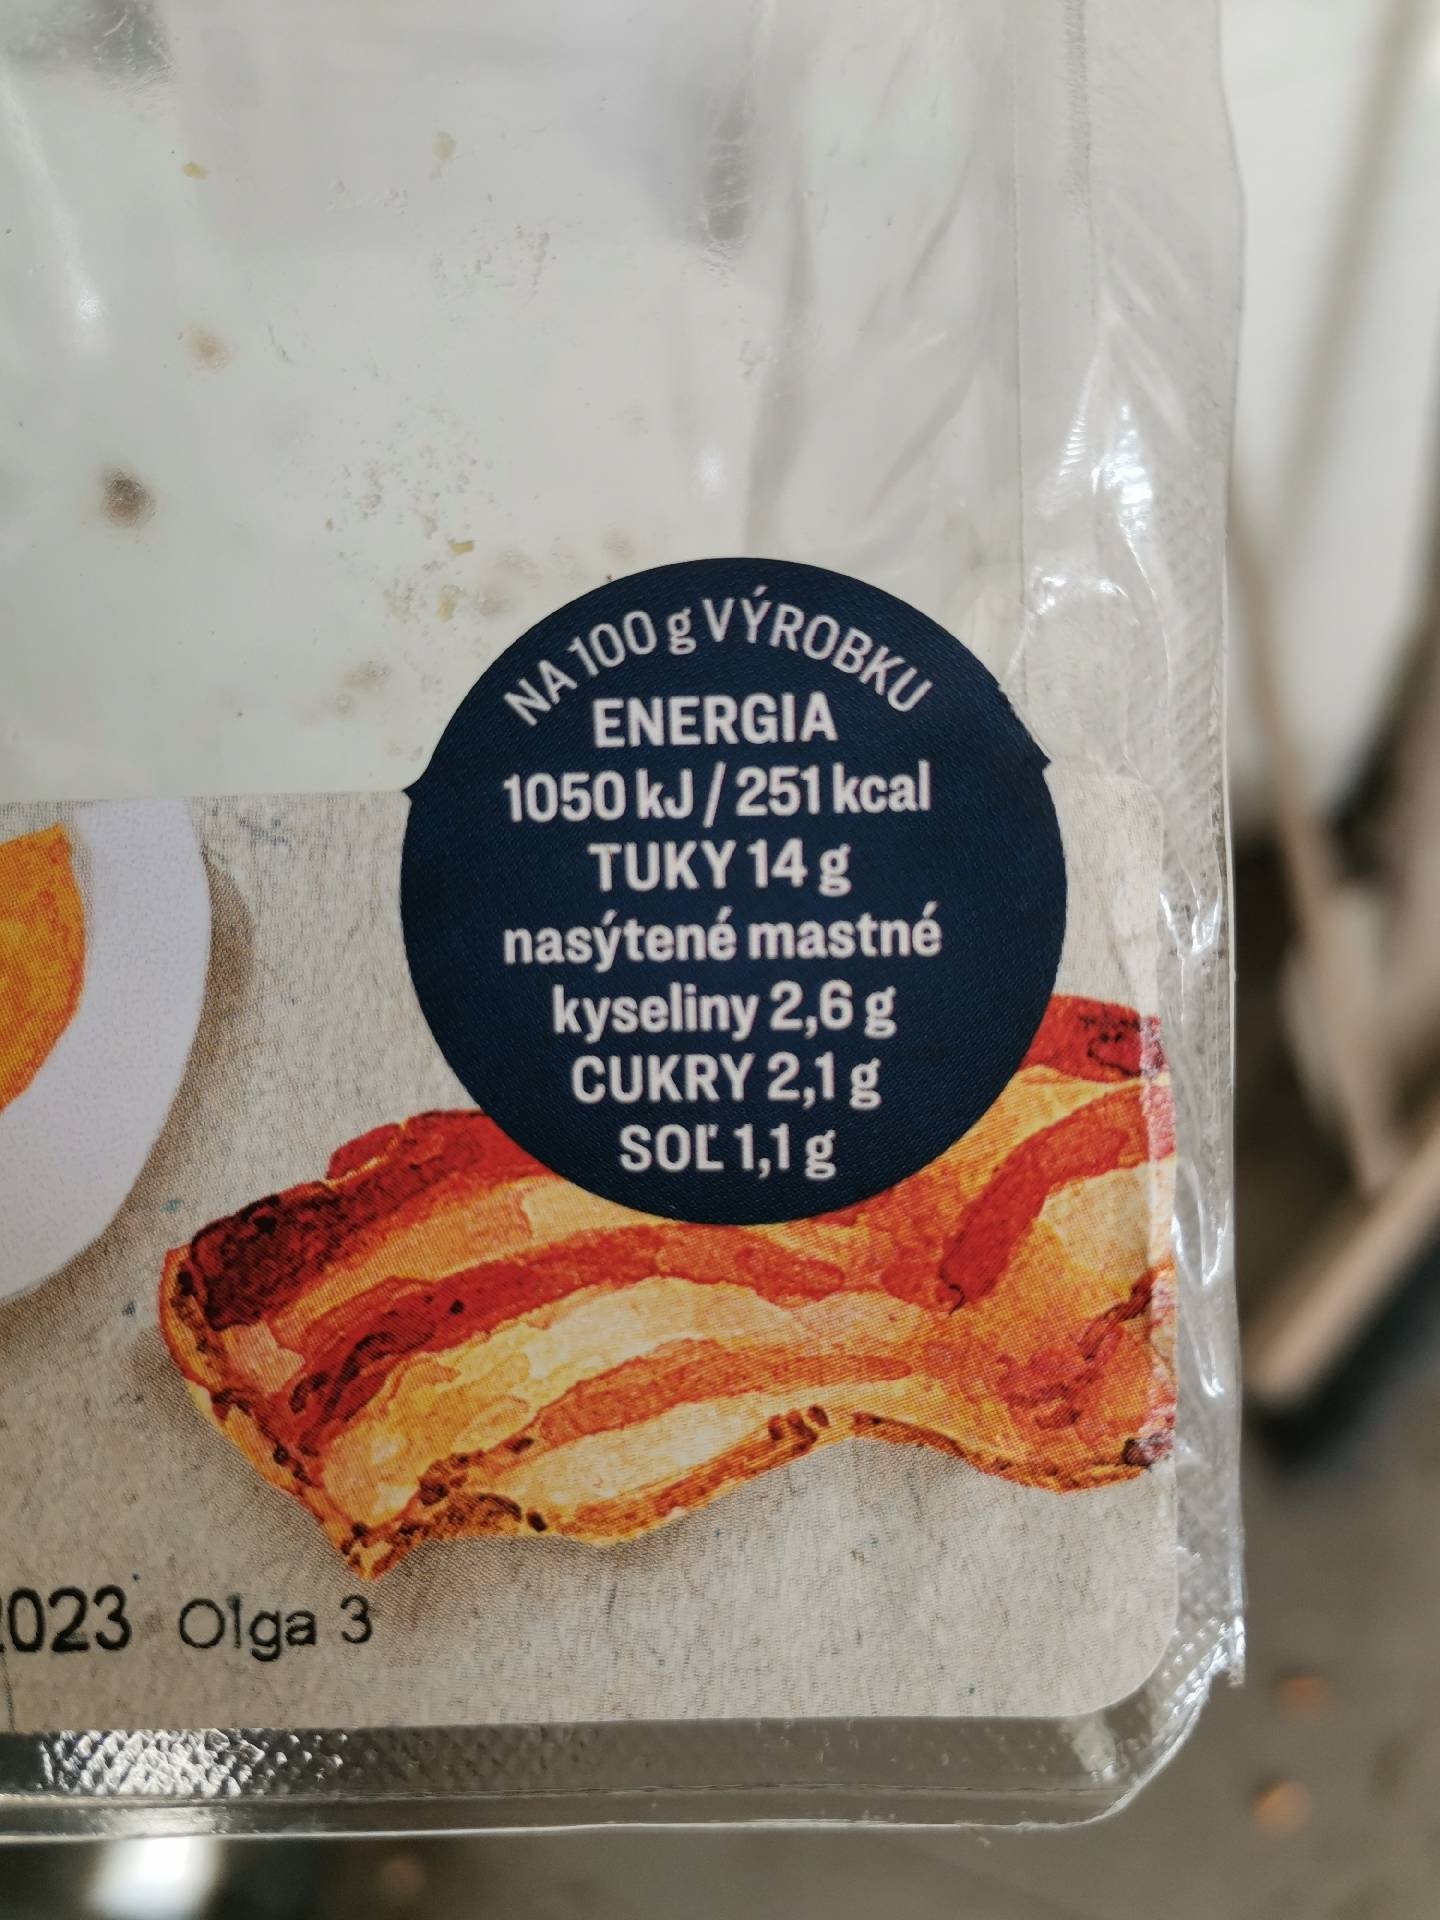 NA 100 g VÝROBKU
ENERGIA
1050 kJ / 251 kcal
TUKY 14 g
nasýtené mastné
kyseliny 2,6 g
CUKRY 2,1 g
SOĽ 1,1 g
2023 Olga 3